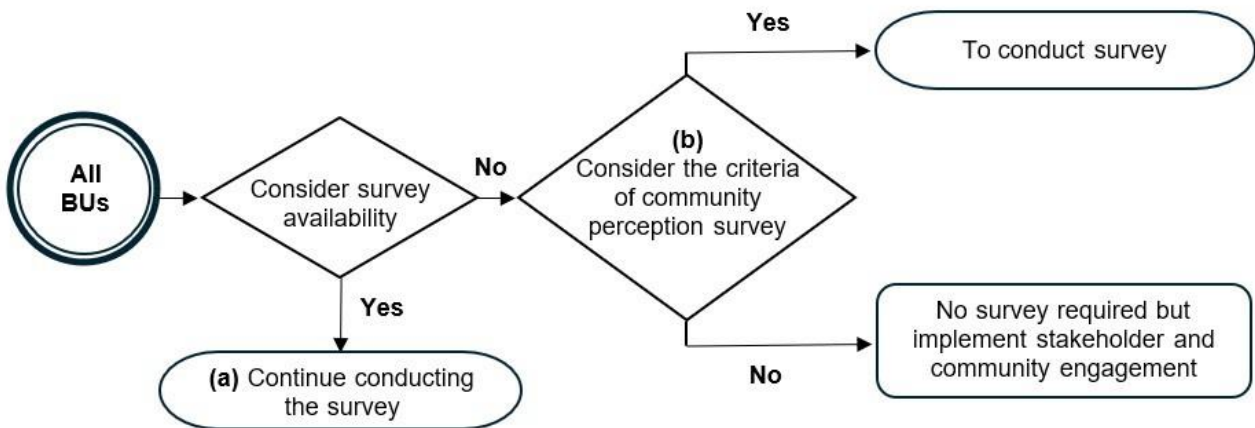 All
BUs
Consider survey
availability
Yes
(a) Continue conducting
the survey
No
(b)
Consider the criteria
of community
perception survey
Yes
To conduct survey
No
No survey required but
implement stakeholder and
community engagement